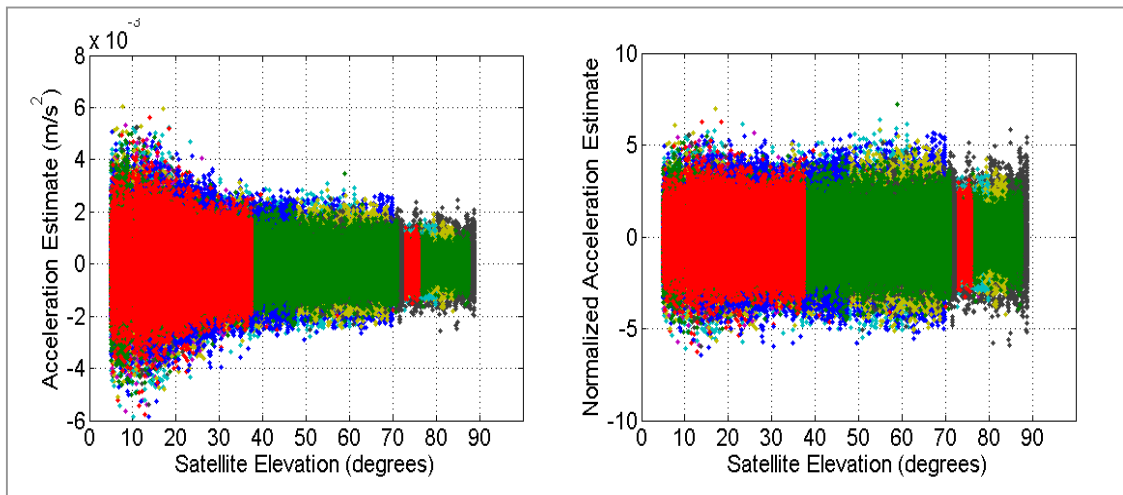 x 10^-3
8
6
4
2
0
-2
-4
-6
0 10 20 30 40 50 60 70 80 90
Acceleration Estimate (m/s^2)
Satellite Elevation (degrees)
10
5
0
-5
-10
0 10 20 30 40 50 60 70 80 90
Normalized Acceleration Estimate
Satellite Elevation (degrees)